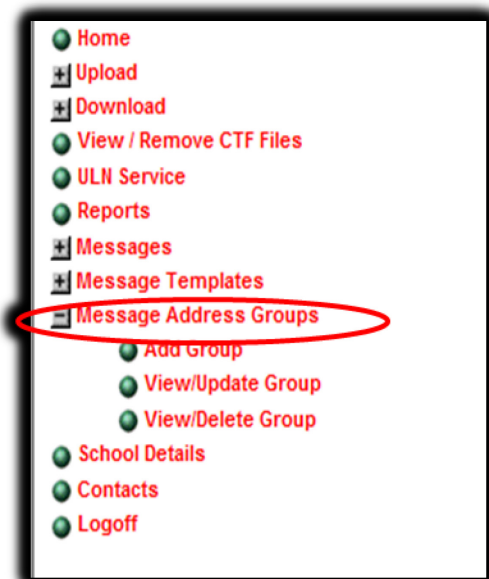 Home
Upload
Download
View / Remove CTF Files
ULN Service
Reports
Messages
Message Templates
Message Address Groups
Add Group
View/Update Group
View/Delete Group
School Details
Contacts
Logoff